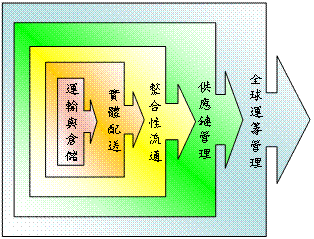 運輸與倉儲
實體配送
整合性流通
供應鏈管理
全球運籌管理